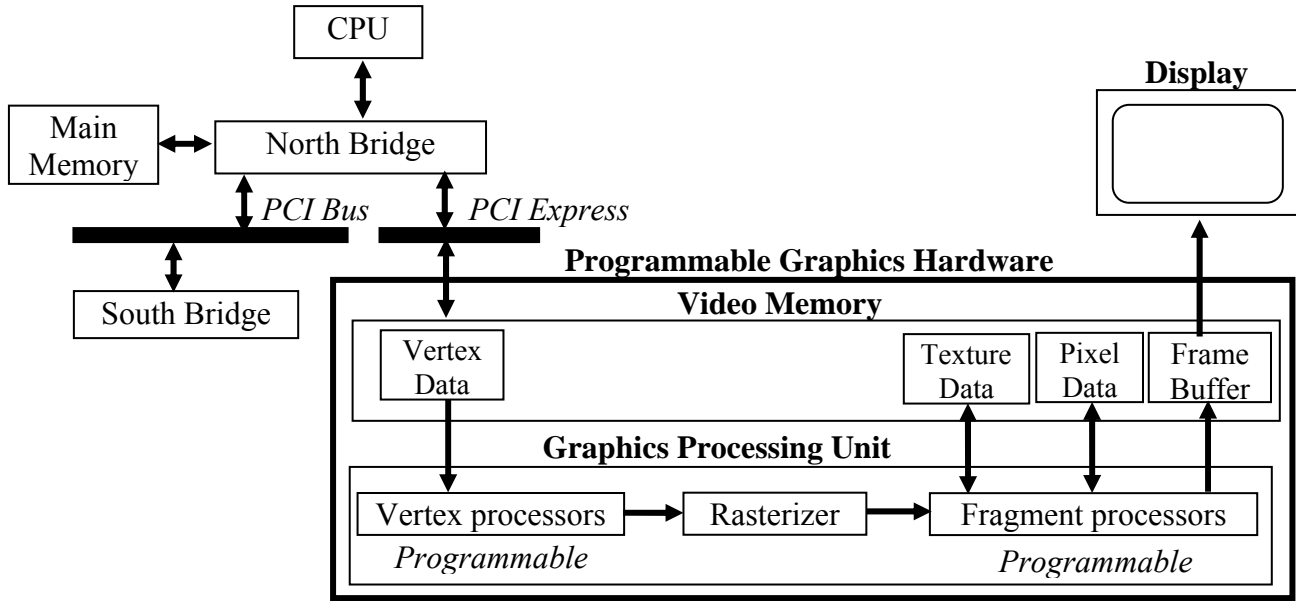 CPU
Display
Main
Memory
North Bridge
PCI Bus
PCI Express
Programmable Graphics Hardware
South Bridge
Video Memory
Vertex
Data
Texture
Data
Pixel
Data
Frame
Buffer
Graphics Processing Unit
Vertex processors
Rasterizer
Fragment processors
Programmable
Programmable